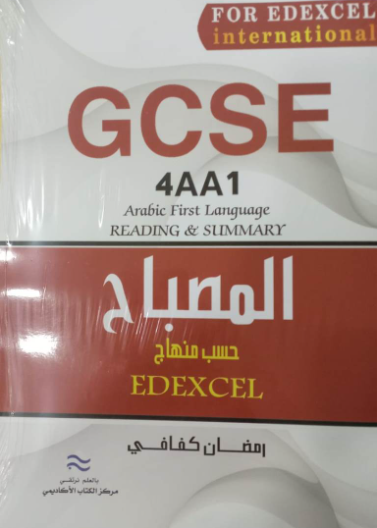 FOR EDEXCEL
international
GCSE
4AA1
Arabic First Language
READING & SUMMARY
المصباح
حسب منهاج
EDEXCEL
رمضان كفافي
بالعلم نرتقي
مركز الكتاب الأكاديمي